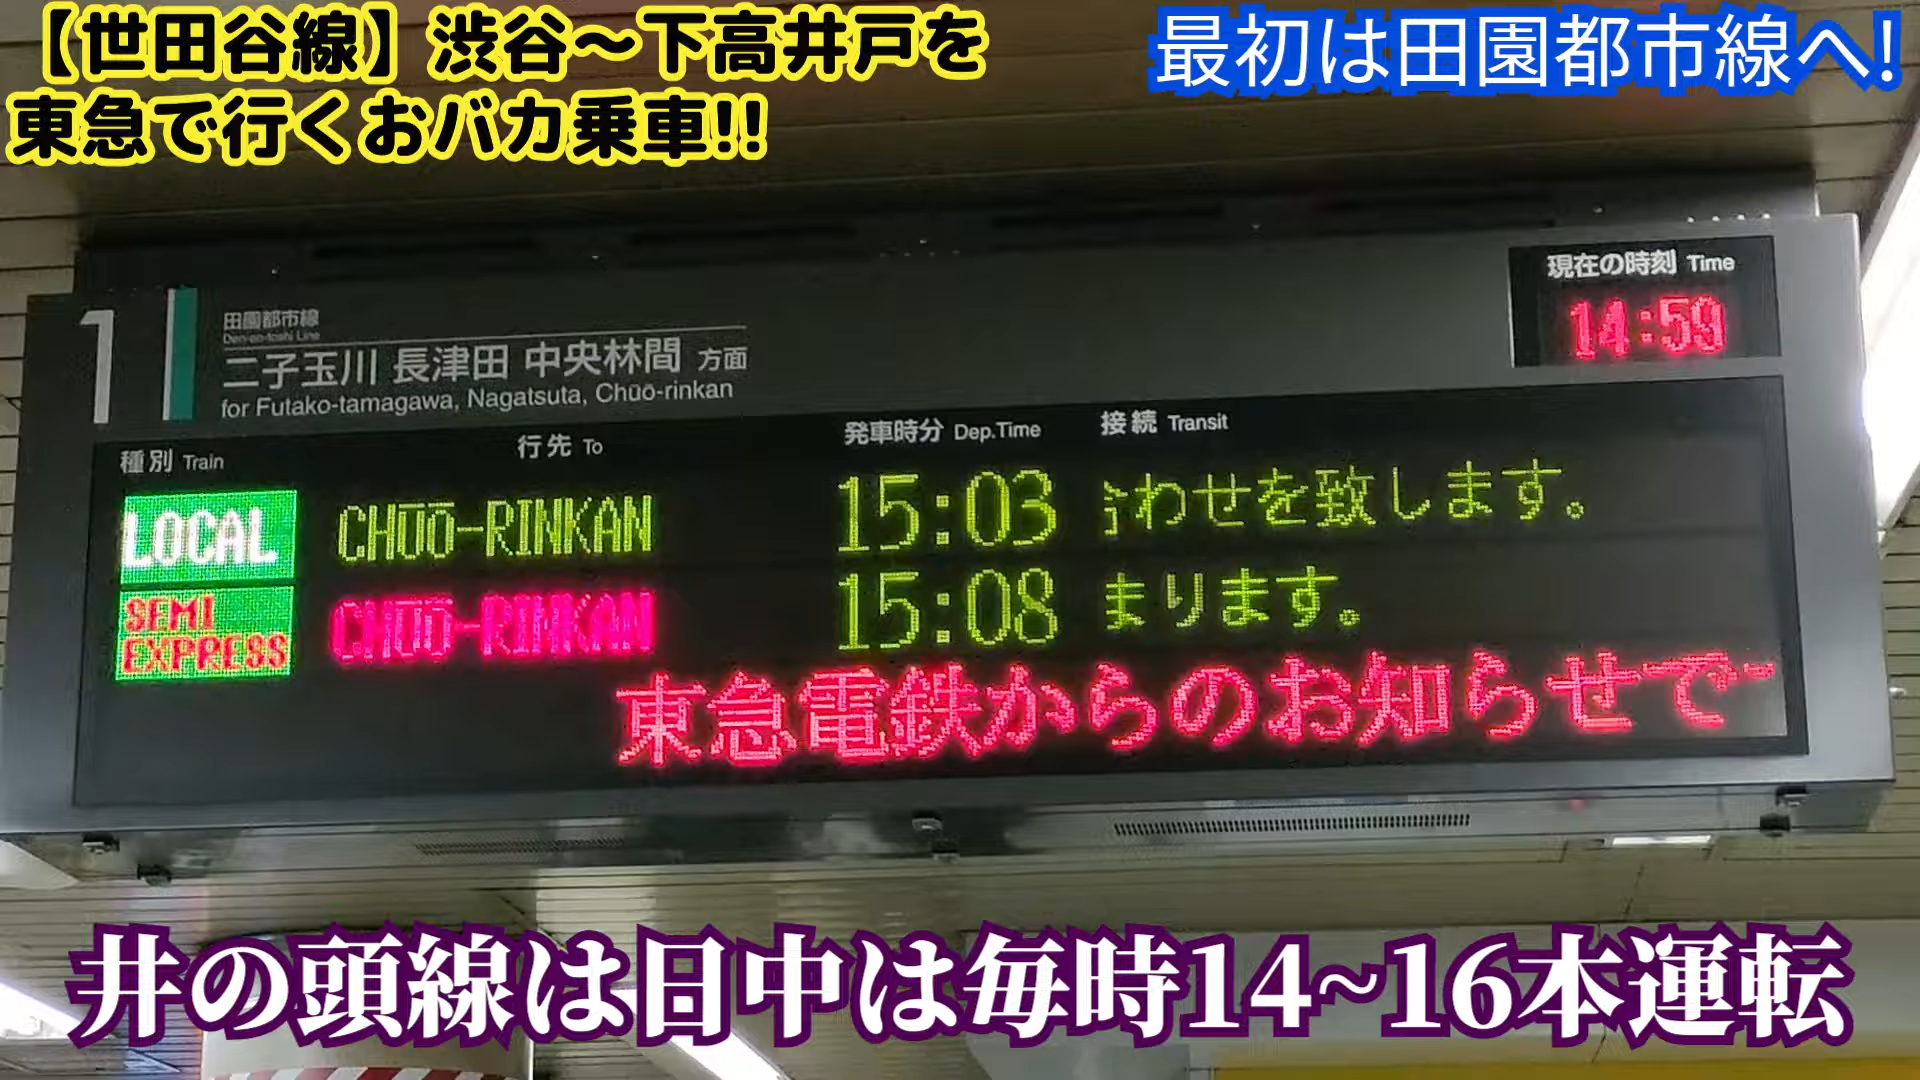 【世田谷線】渋谷～下高井戸を
東急で行くおバカ乗車!!
最初は田園都市線へ!
1
田園都市線
Den-en-toshi Line
二子玉川 長津田 中央林間 方面
for Futako-tamagawa, Nagatsuta, Chūō-rinkan
現在の時刻 Time
14:59
種別 Train 行先 To 発車時分 Dep.Time 接続 Transit
LOCAL CHŪŌ-RINKAN 15:03 わせを致します。
SEMI EXPRESS CHŪŌ-RINKAN 15:08 まります。
東急電鉄からのお知らせで
井の頭線は日中は毎時14~16本運転